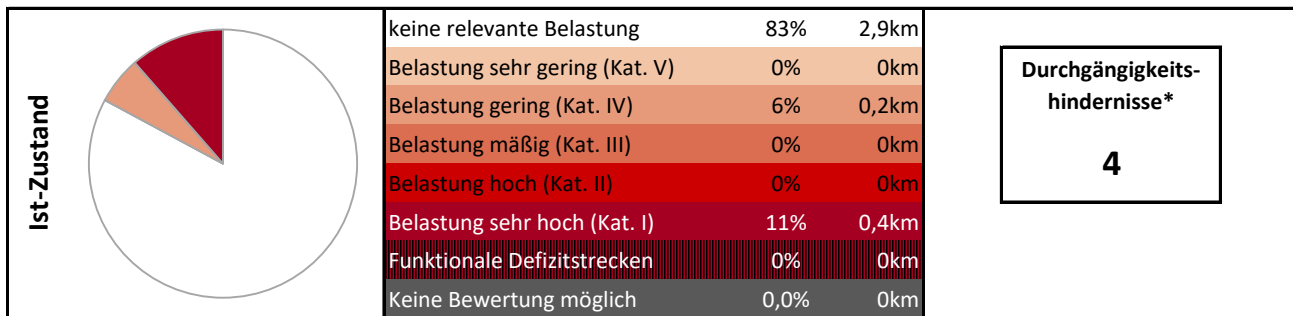 Ist-Zustand
keine relevante Belastung 83% 2,9km
Belastung sehr gering (Kat. V) 0% 0km
Belastung gering (Kat. IV) 6% 0,2km
Belastung mäßig (Kat. III) 0% 0km
Belastung hoch (Kat. II) 0% 0km
Belastung sehr hoch (Kat. I) 11% 0,4km
Funktionale Defizitstrecken 0% 0km
Keine Bewertung möglich 0,0% 0km
Durchgängigkeits-
hindernisse*
4